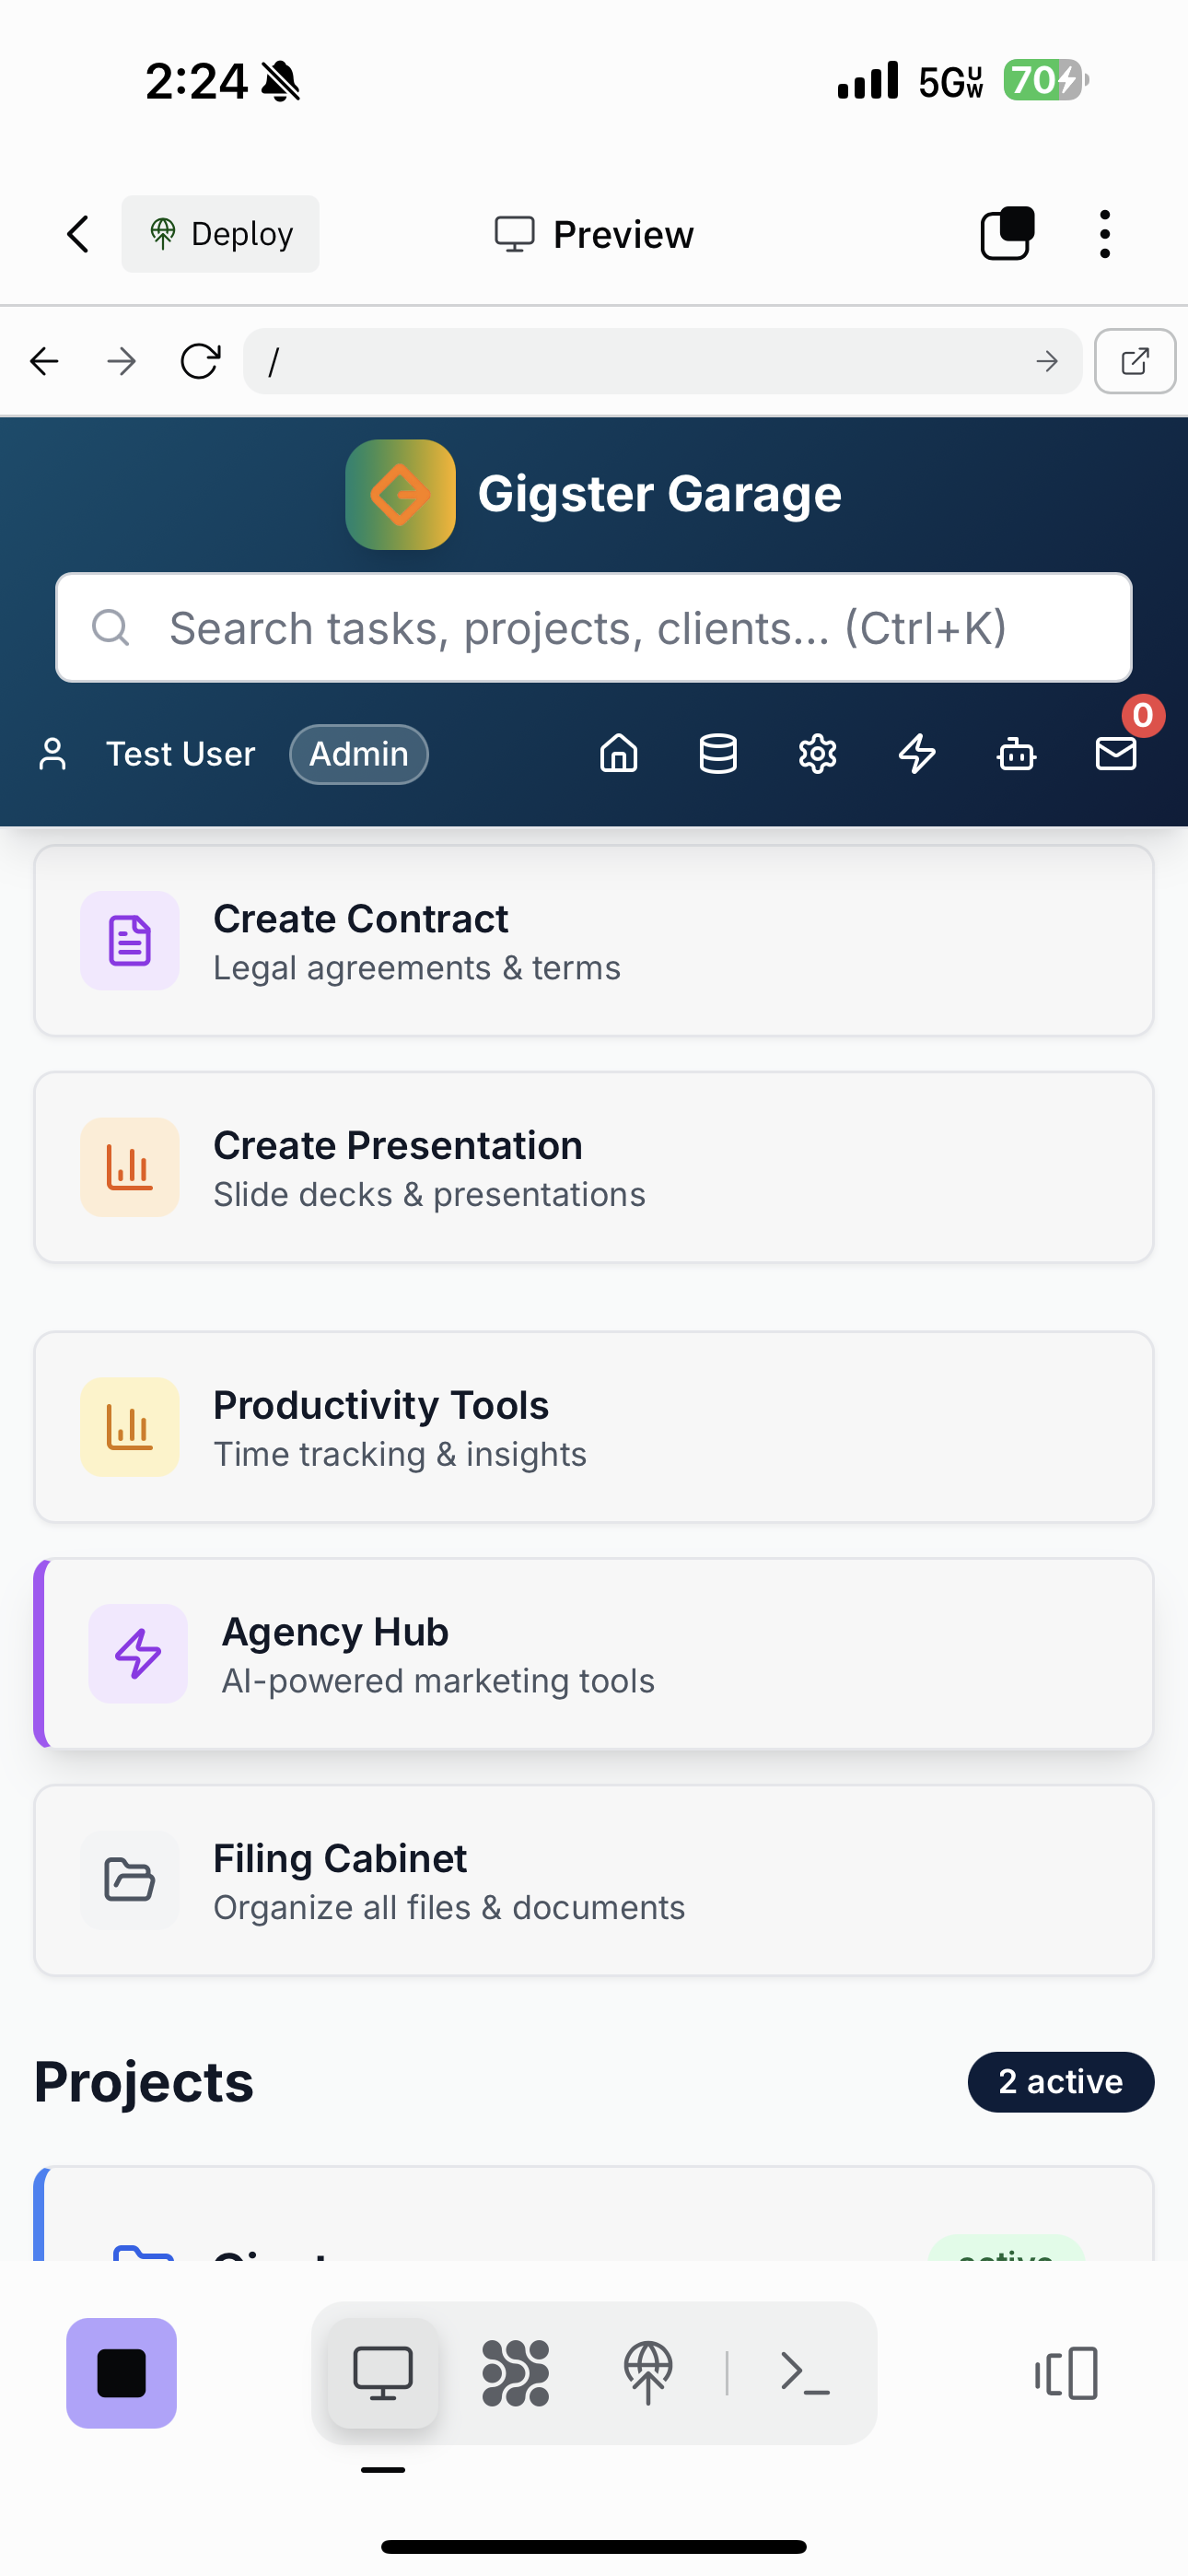 2:24
5G UW
70
Deploy
Preview
/
Gigster Garage
Search tasks, projects, clients... (Ctrl+K)
0
Test User
Admin
Create Contract
Legal agreements & terms
Create Presentation
Slide decks & presentations
Productivity Tools
Time tracking & insights
Agency Hub
AI-powered marketing tools
Filing Cabinet
Organize all files & documents
Projects
2 active
active